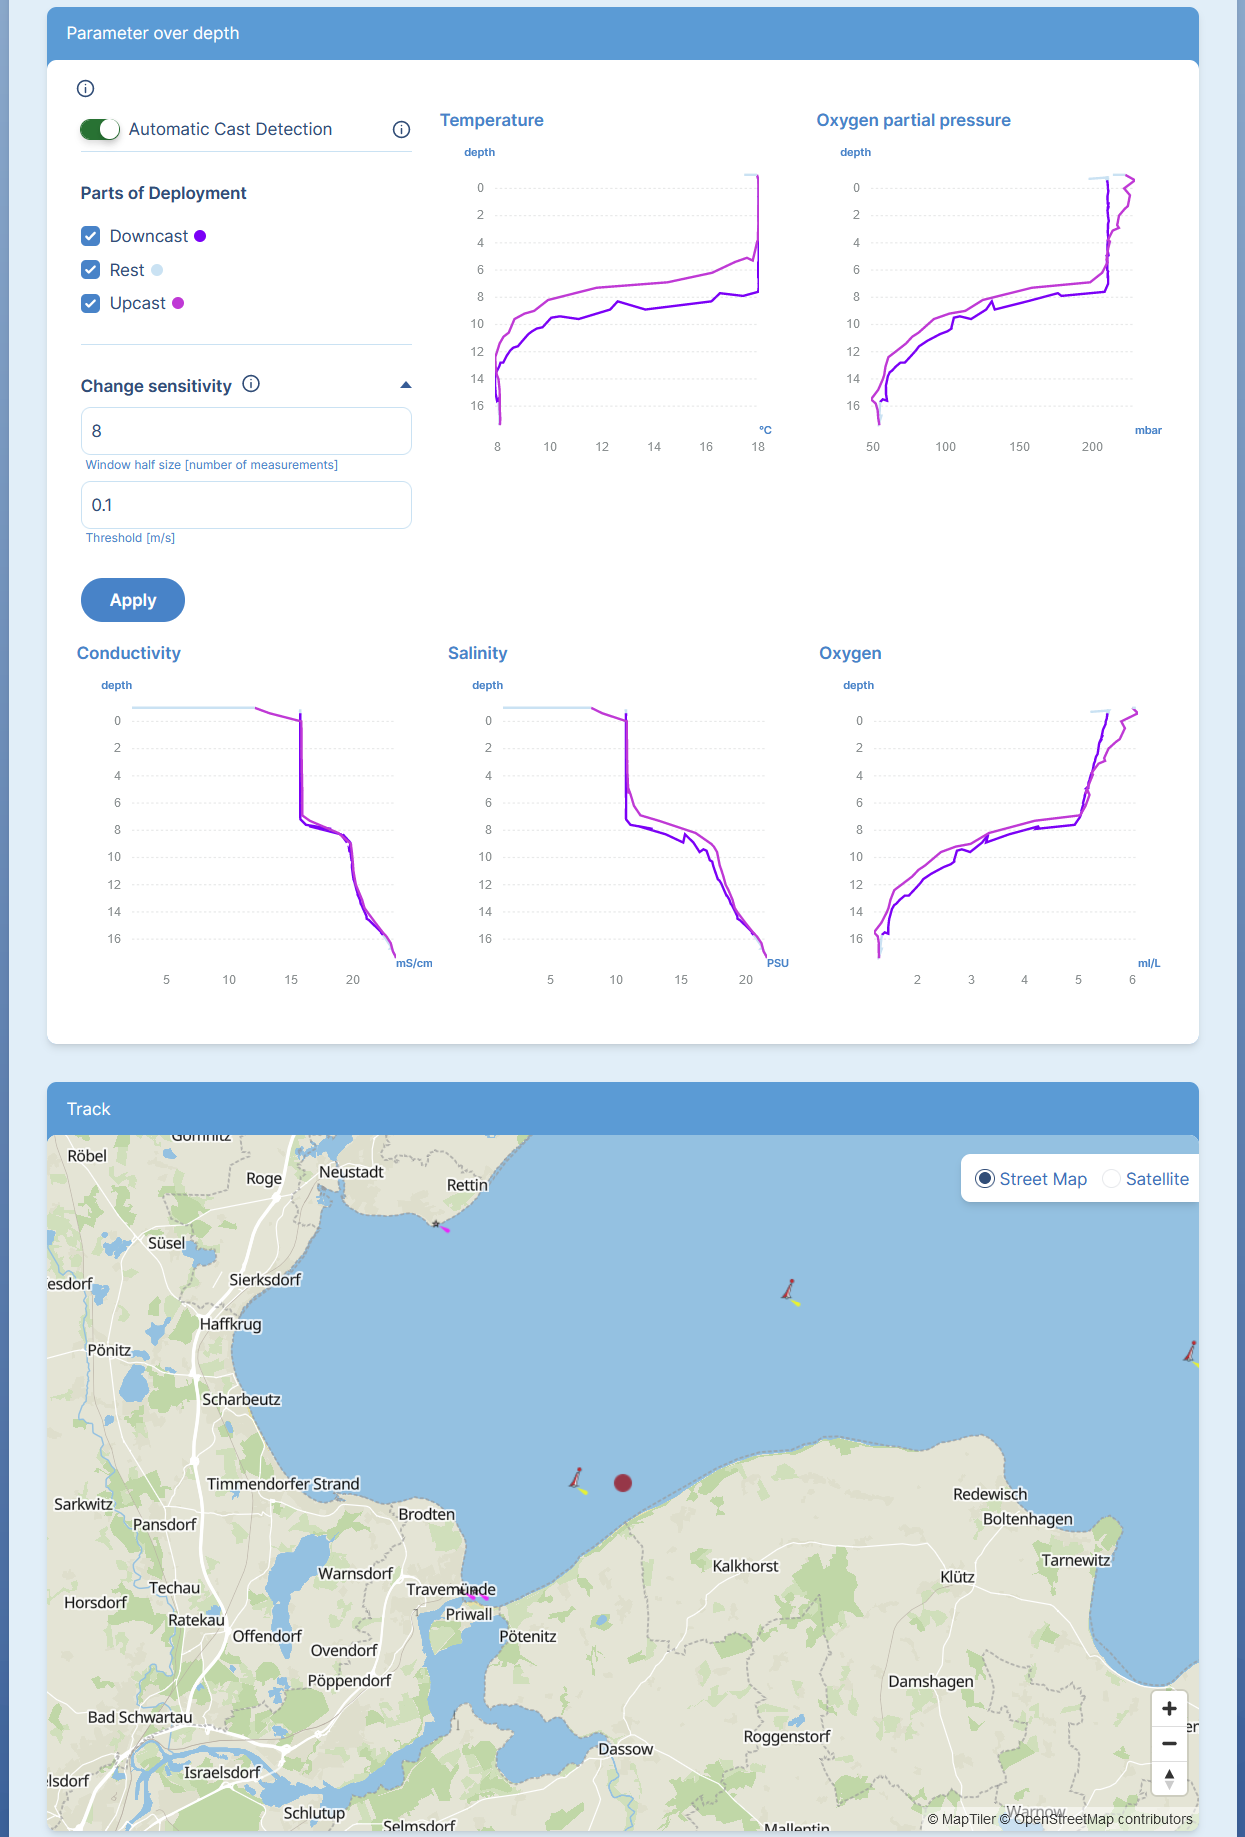 Parameter over depth
Automatic Cast Detection
Parts of Deployment
Downcast
Rest
Upcast
Change sensitivity
8
Window half size [number of measurements]
0.1
Threshold [m/s]
Apply
Temperature
depth
0
2
4
6
8
10
12
14
16
°C
8 10 12 14 16 18
Oxygen partial pressure
depth
0
2
4
6
8
10
12
14
16
mbar
50 100 150 200
Conductivity
depth
0
2
4
6
8
10
12
14
16
mS/cm
5 10 15 20
Salinity
depth
0
2
4
6
8
10
12
14
16
PSU
5 10 15 20
Oxygen
depth
0
2
4
6
8
10
12
14
16
ml/L
2 3 4 5 6
Track
Street Map Satellite
Gömnitz
Röbel
Neustadt
Roge
Rettin
Süsel
Sierksdorf
esdorf
Haffkrug
Pönitz
Scharbeutz
Timmendorfer Strand
Redewisch
Sarkwitz
Brodten
Boltenhagen
Pansdorf
Tarnewitz
Kalkhorst
Warnsdorf
Klütz
Techau
Travemünde
Horsdorf
Priwall
Ratekau
Offendorf
Pötenitz
Ovendorf
Pöppendorf
Damshagen
Bad Schwartau
Roggenstorf
Dassow
Israelsdorf
lsdorf
Schlutup
Warnow
© MapTiler © OpenStreetMap contributors
Selmsdorf
Mallentin